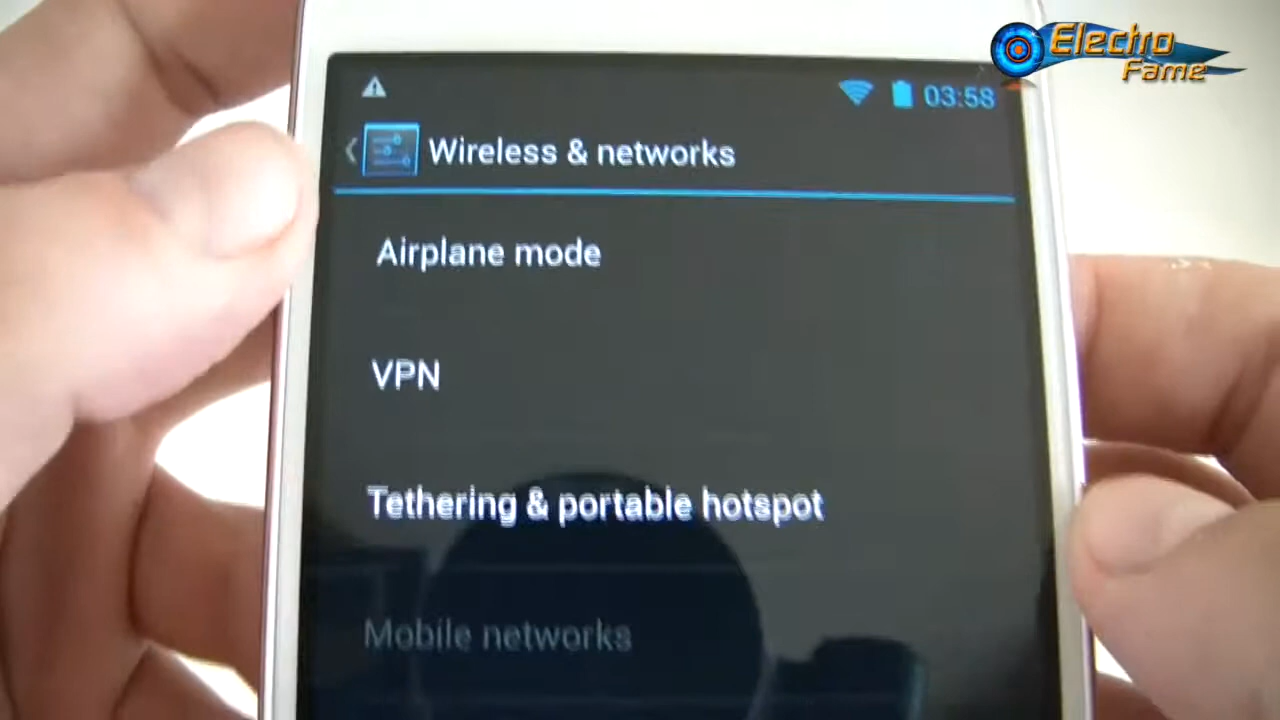 Electro
Fame
03:58
Wireless & networks
Airplane mode
VPN
Tethering & portable hotspot
Mobile networks